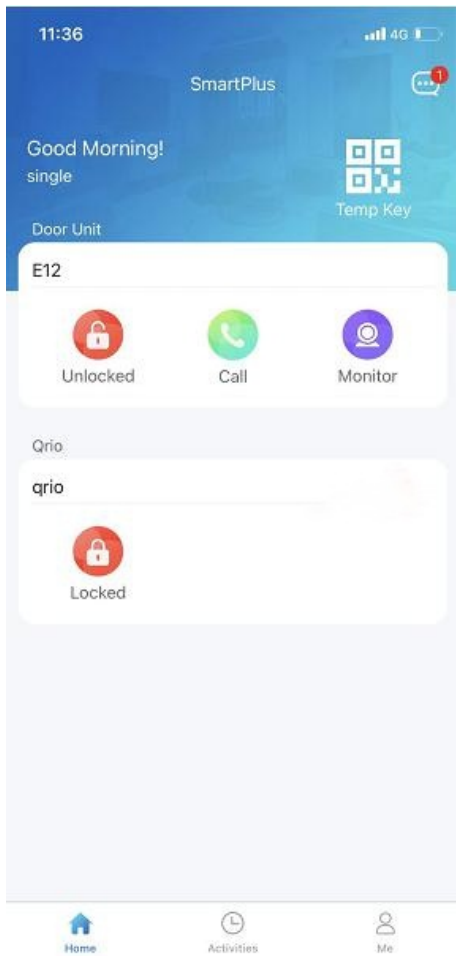 11:36
4G
SmartPlus
1
Good Morning!
single
Temp Key
Door Unit
E12
Unlocked
Call
Monitor
Qrio
qrio
Locked
Home
Activities
Me